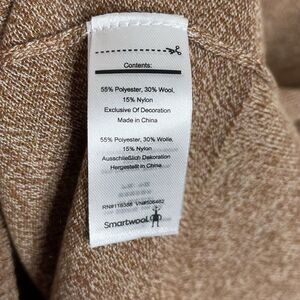 Contents:
55% Polyester, 30% Wool,
15% Nylon
Exclusive Of Decoration
Made in China
55% Polyester, 30% Wolle,
15% Nylon
Ausschließlich Dekoration
Hergestellt in China
Smartwool